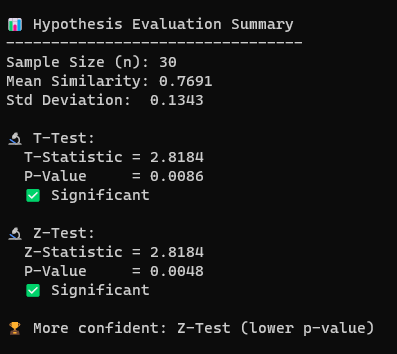 📊 Hypothesis Evaluation Summary
---------------------------------
Sample Size (n): 30
Mean Similarity: 0.7691
Std Deviation:  0.1343
🔬 T-Test:
T-Statistic = 2.8184
P-Value     = 0.0086
✅ Significant
🔬 Z-Test:
Z-Statistic = 2.8184
P-Value     = 0.0048
✅ Significant
🏆 More confident: Z-Test (lower p-value)